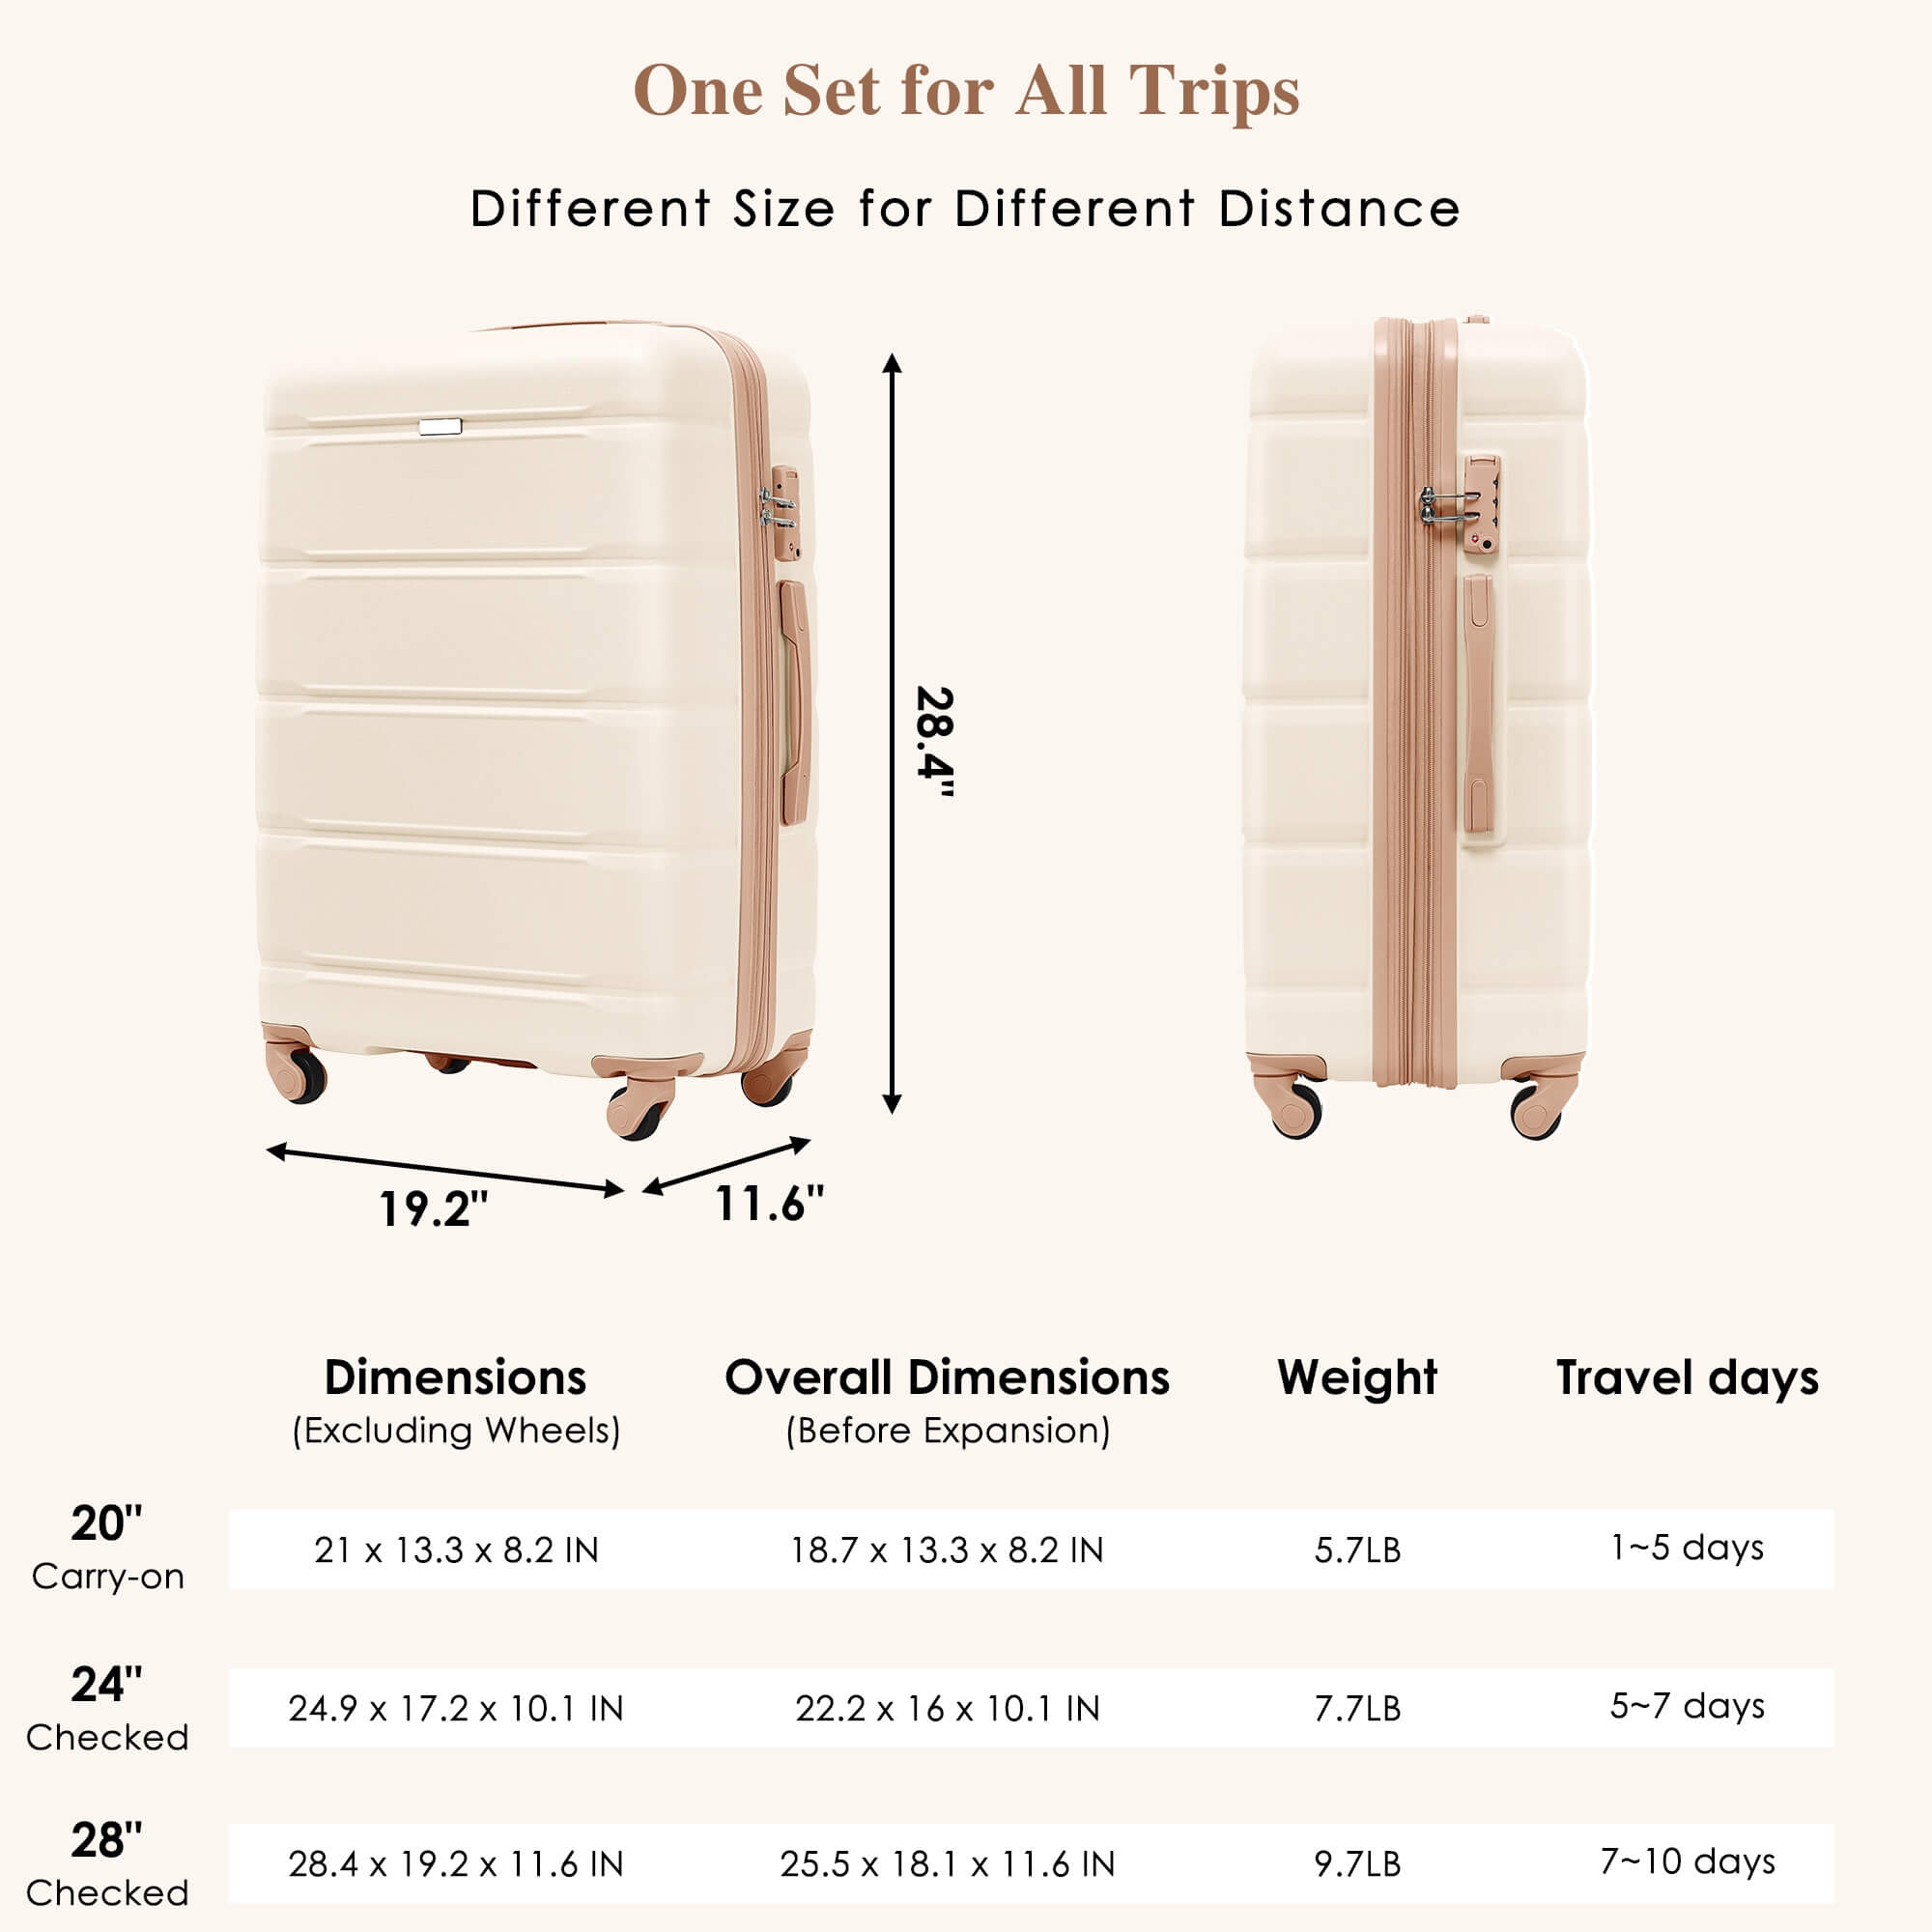 One Set for All Trips
Different Size for Different Distance
28.4"
19.2"
11.6"
Dimensions Overall Dimensions Weight Travel days
(Excluding Wheels) (Before Expansion)
20"
Carry-on
21 x 13.3 x 8.2 IN 18.7 x 13.3 x 8.2 IN 5.7LB 1~5 days
24"
Checked
24.9 x 17.2 x 10.1 IN 22.2 x 16 x 10.1 IN 7.7LB 5~7 days
28"
Checked
28.4 x 19.2 x 11.6 IN 25.5 x 18.1 x 11.6 IN 9.7LB 7~10 days